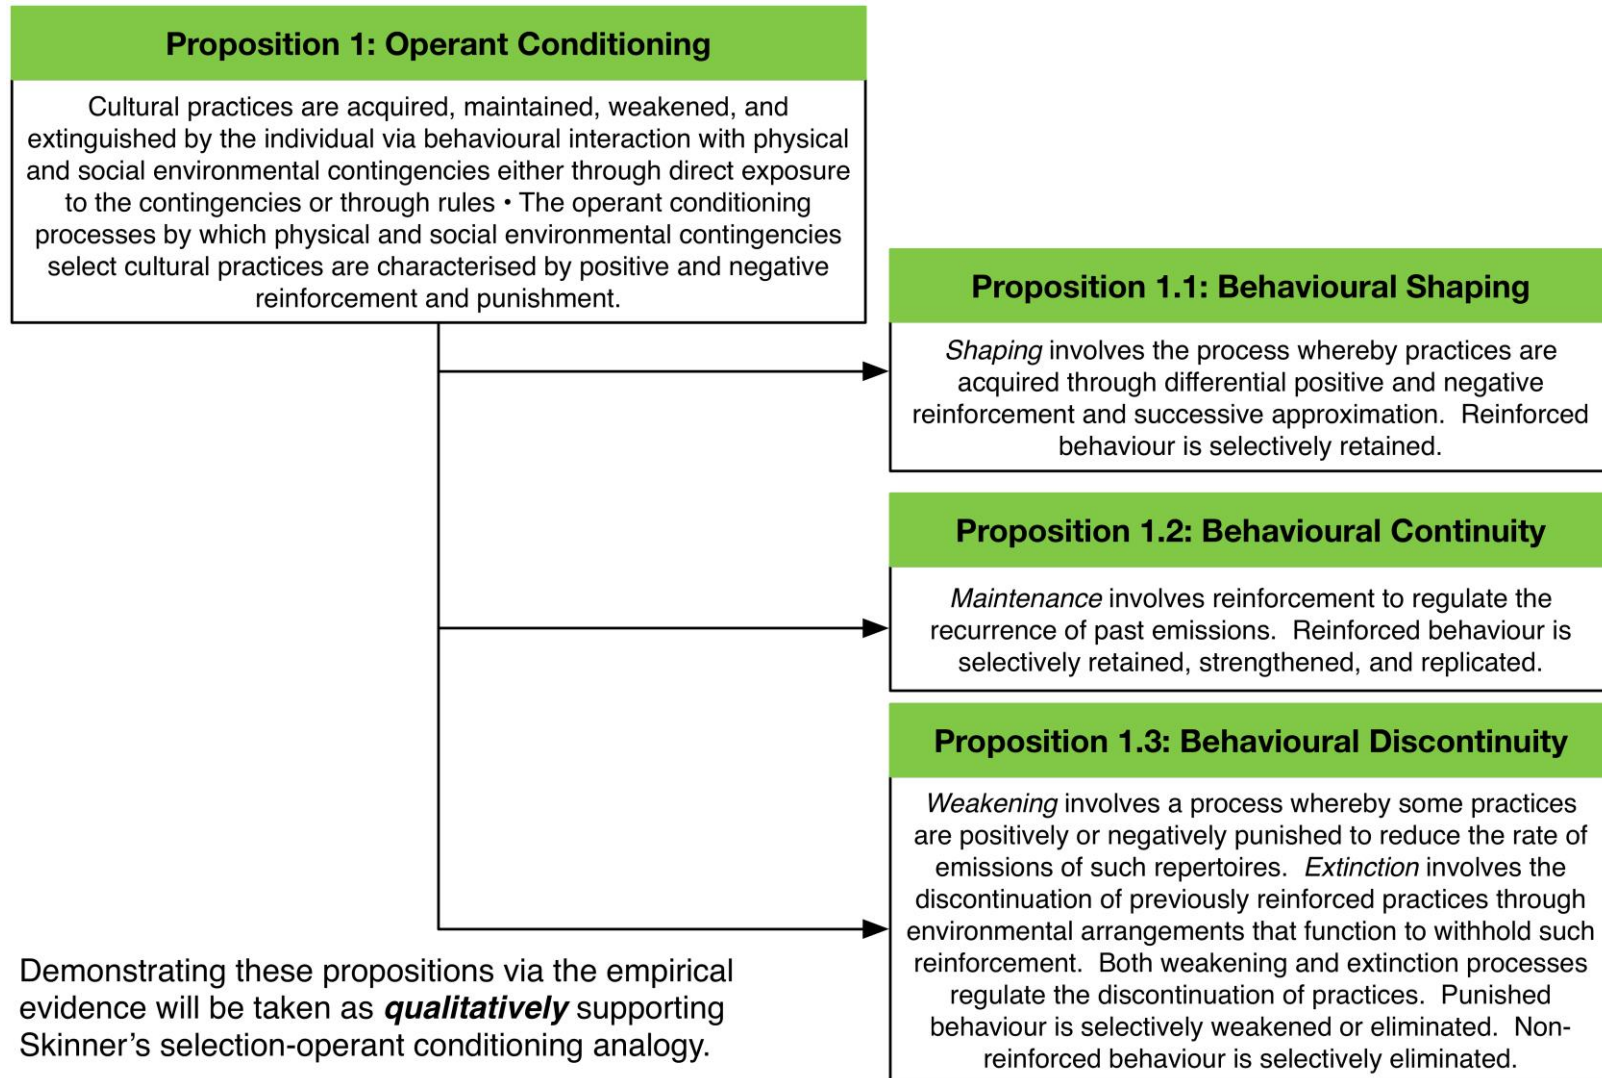 Proposition 1: Operant Conditioning
Cultural practices are acquired, maintained, weakened, and
extinguished by the individual via behavioural interaction with physical
and social environmental contingencies either through direct exposure
to the contingencies or through rules • The operant conditioning
processes by which physical and social environmental contingencies
select cultural practices are characterised by positive and negative
reinforcement and punishment.
Proposition 1.1: Behavioural Shaping
Shaping involves the process whereby practices are
acquired through differential positive and negative
reinforcement and successive approximation. Reinforced
behaviour is selectively retained.
Proposition 1.2: Behavioural Continuity
Maintenance involves reinforcement to regulate the
recurrence of past emissions. Reinforced behaviour is
selectively retained, strengthened, and replicated.
Proposition 1.3: Behavioural Discontinuity
Weakening involves a process whereby some practices
are positively or negatively punished to reduce the rate of
emissions of such repertoires. Extinction involves the
discontinuation of previously reinforced practices through
environmental arrangements that function to withhold such
reinforcement. Both weakening and extinction processes
regulate the discontinuation of practices. Punished
behaviour is selectively weakened or eliminated. Non-
reinforced behaviour is selectively eliminated.
Demonstrating these propositions via the empirical
evidence will be taken as qualitatively supporting
Skinner's selection-operant conditioning analogy.